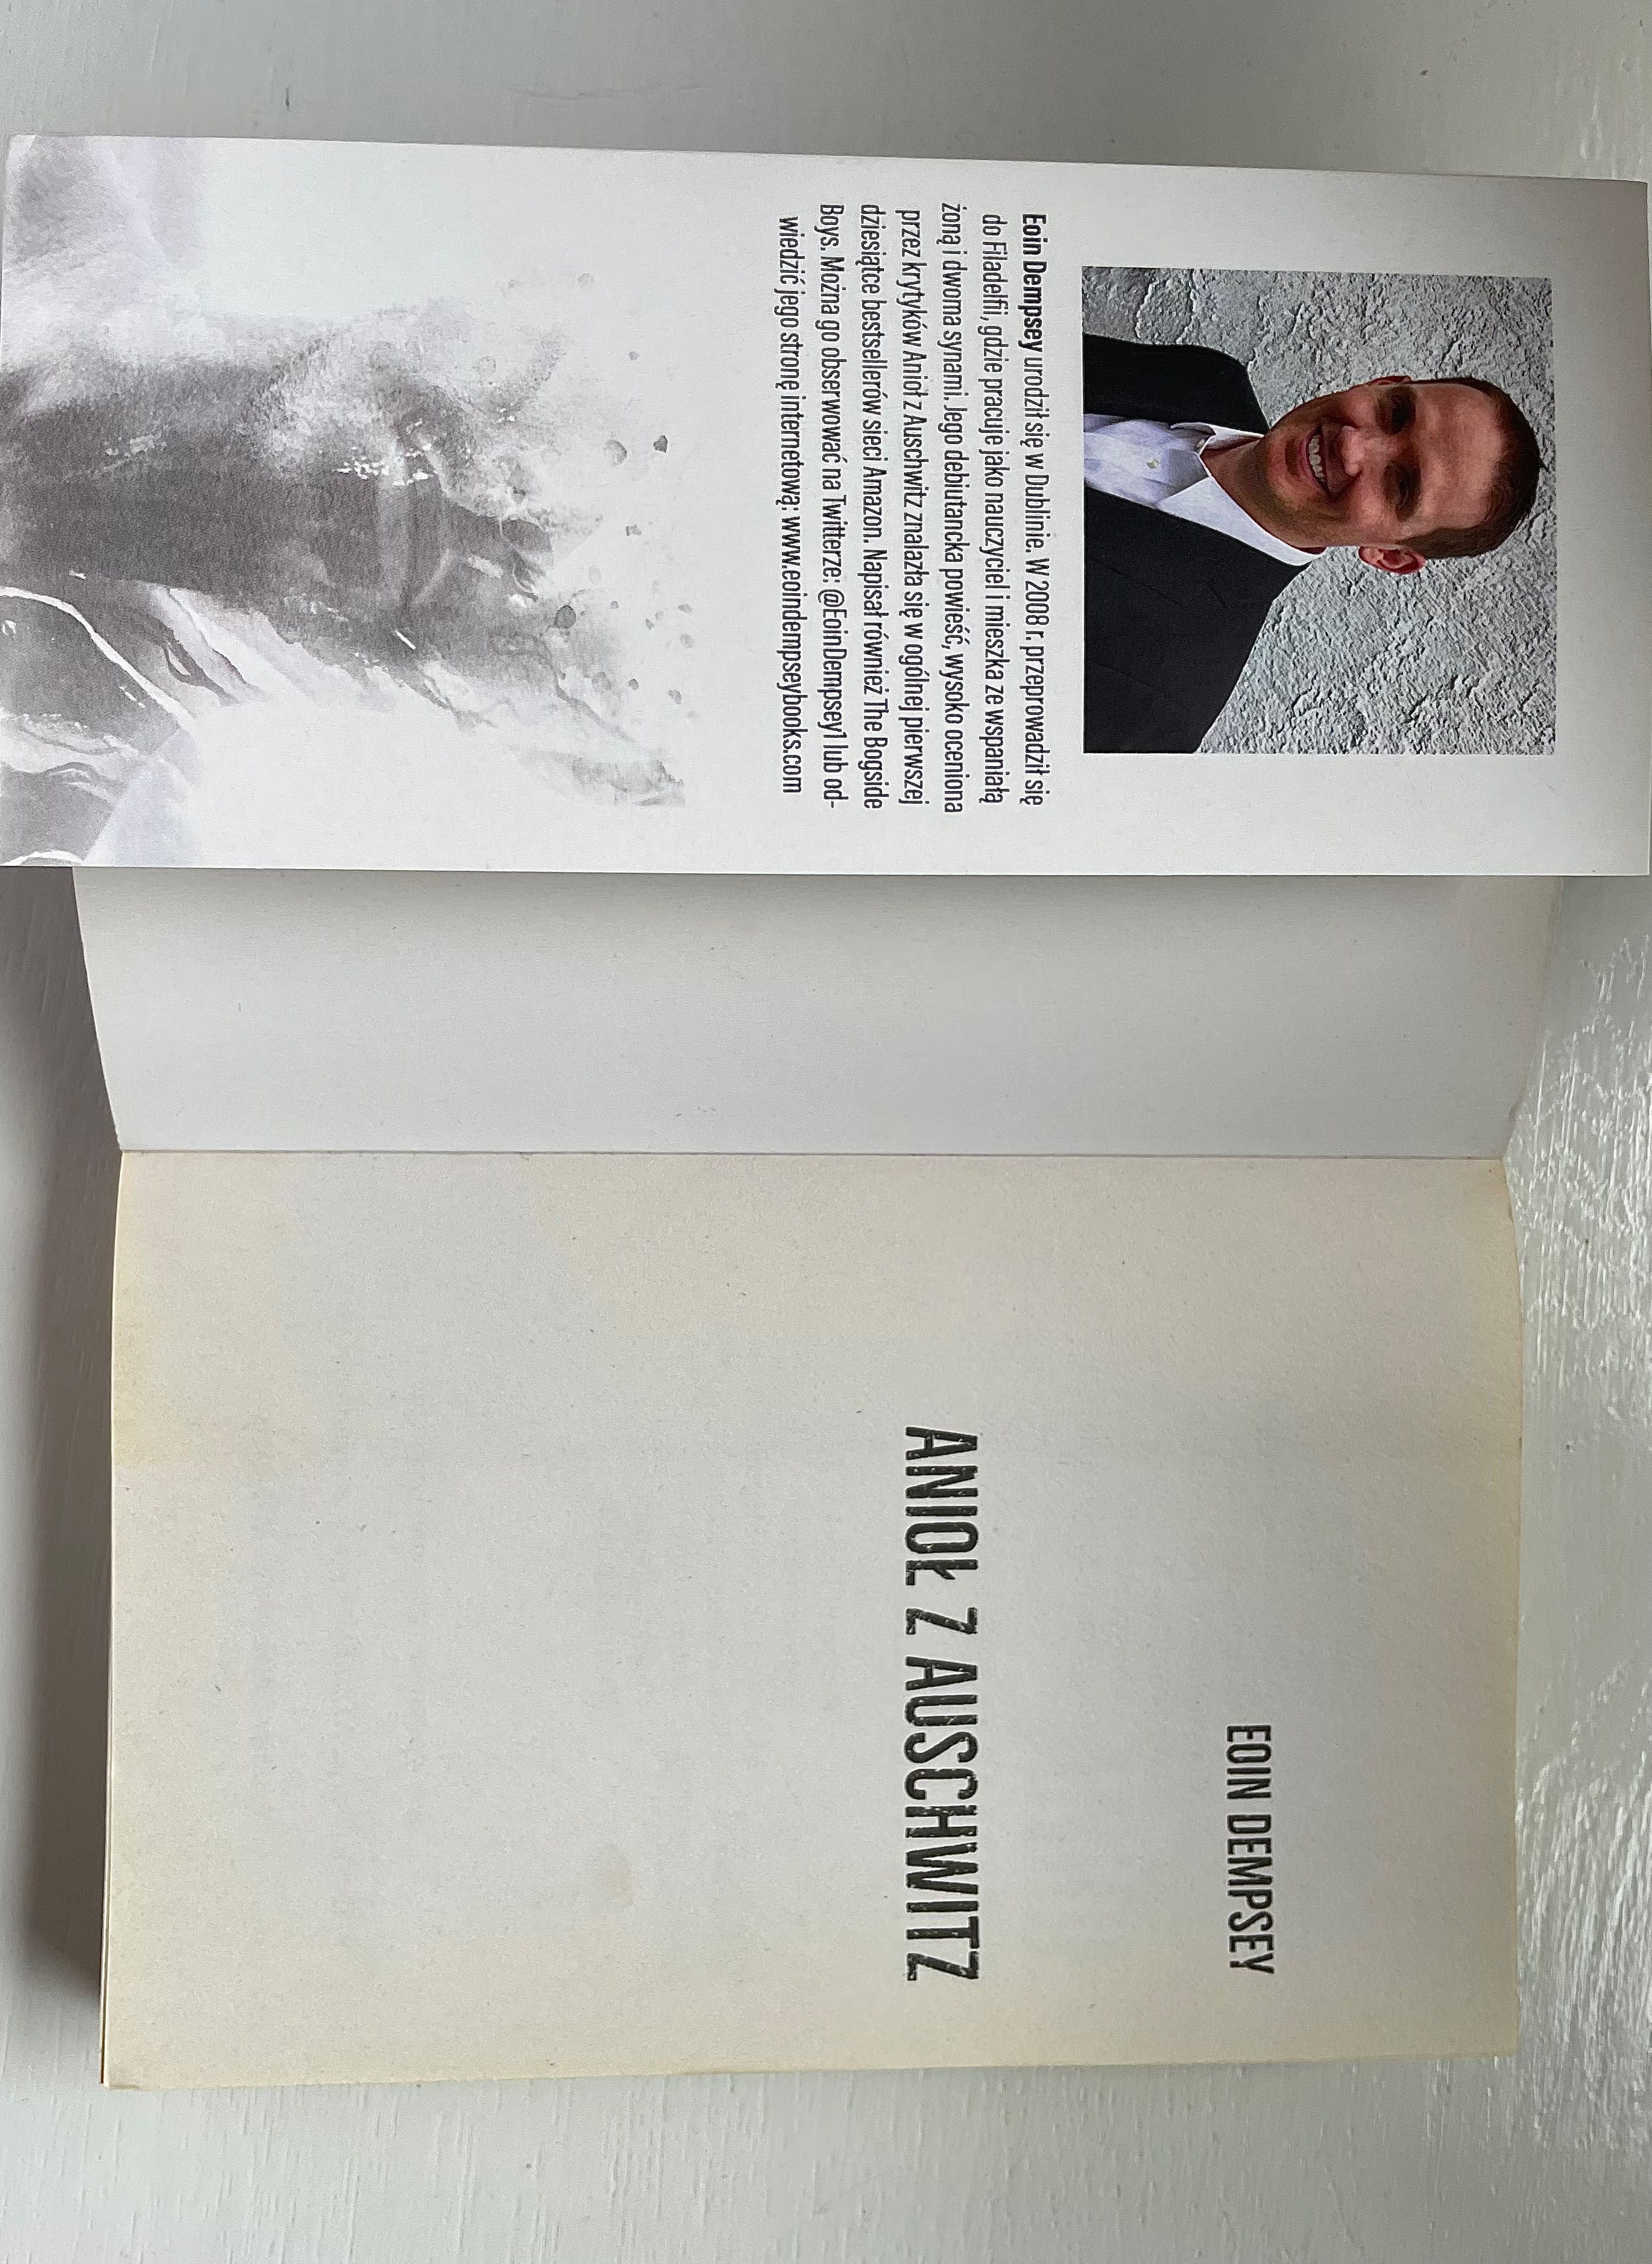 Eoin Dempsey urodził się w Dublinie. W 2008 r. przeprowadził się
do Filadelfii, gdzie pracuje jako nauczyciel i mieszka ze wspaniałą
żoną i dwoma synami. Jego debiutancka powieść, wysoko oceniona
przez krytyków Anioł z Auschwitz znalazła się w ogólnej pierwszej
dziesiątce bestsellerów sieci Amazon. Napisał również The Bogside
Boys. Można go obserwować na Twitterze: @EoinDempsey1 lub od-
wiedzić jego stronę internetową: www.eoindempseybooks.com
EOIN DEMPSEY
ANIOŁ Z AUSCHWITZ